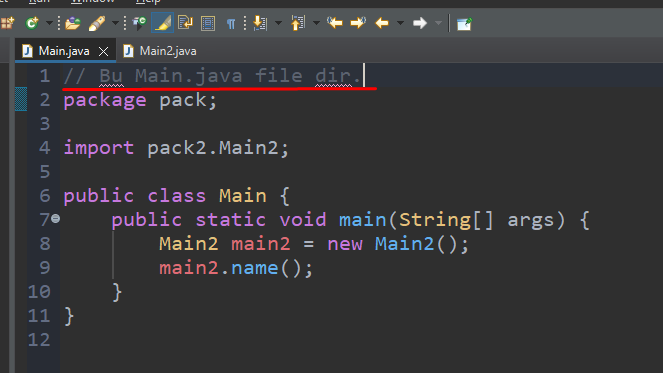 Main.java Main2.java
1 // Bu Main.java file dir.
2 package pack;
3
4 import pack2.Main2;
5
6 public class Main {
7 public static void main(String[] args) {
8 Main2 main2 = new Main2();
9 main2.name();
10 }
11 }
12